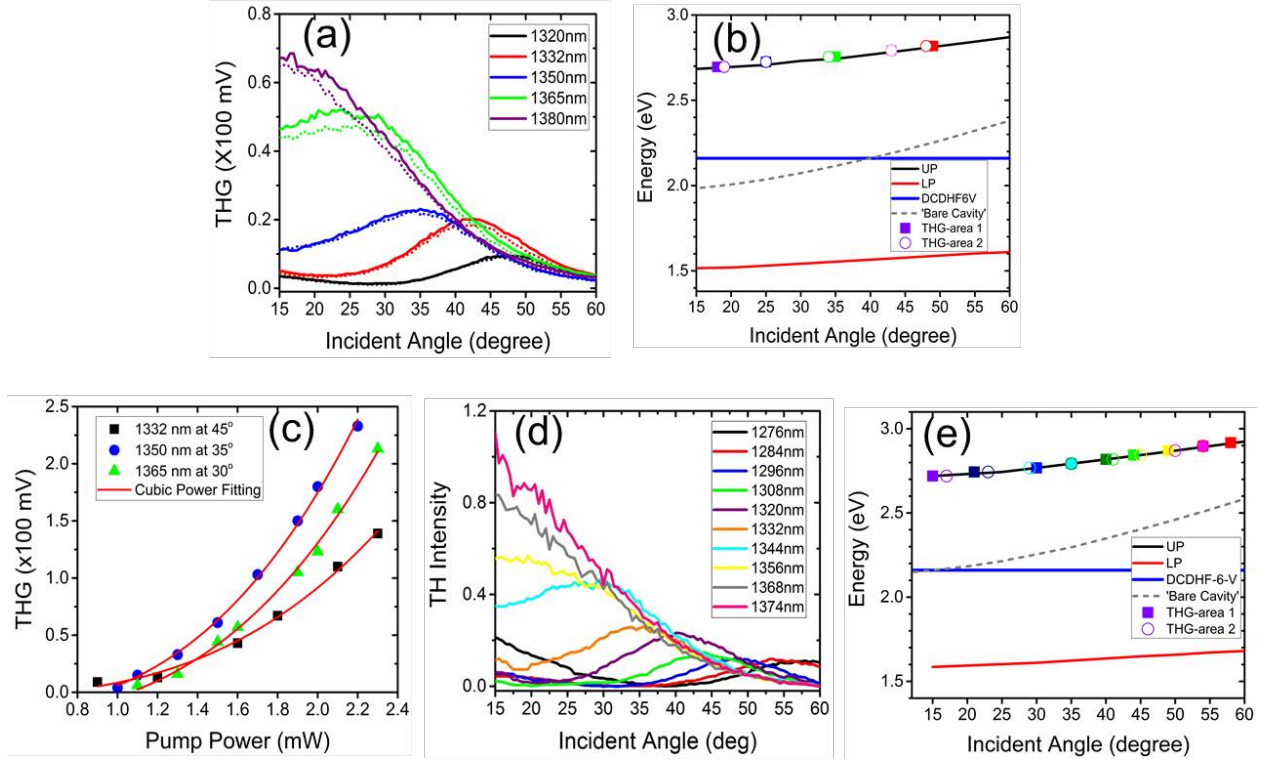 (a)
1320nm
1332nm
1350nm
1365nm
1380nm
THG (X100 mV)
0.8
0.6
0.4
0.2
0.0
15 20 25 30 35 40 45 50 55 60
Incident Angle (degree)
(b)
Energy (eV)
3.0
2.5
2.0
1.5
UP
LP
DCDHF6V
'Bare Cavity'
THG-area 1
THG-area 2
15 20 25 30 35 40 45 50 55 60
Incident Angle (degree)
(c)
1332 nm at 45°
1350 nm at 35°
1365 nm at 30°
Cubic Power Fitting
THG (x100 mV)
2.5
2.0
1.5
1.0
0.5
0.0
0.8 1.0 1.2 1.4 1.6 1.8 2.0 2.2 2.4
Pump Power (mW)
(d)
1276nm
1284nm
1296nm
1308nm
1320nm
1332nm
1344nm
1356nm
1368nm
1374nm
TH Intensity
1.2
0.8
0.4
0.0
15 20 25 30 35 40 45 50 55 60
Incident Angle (deg)
(e)
Energy (eV)
3.0
2.5
2.0
1.5
UP
LP
DCDHF-6-V
'Bare Cavity'
THG-area 1
THG-area 2
15 20 25 30 35 40 45 50 55 60
Incident Angle (degree)